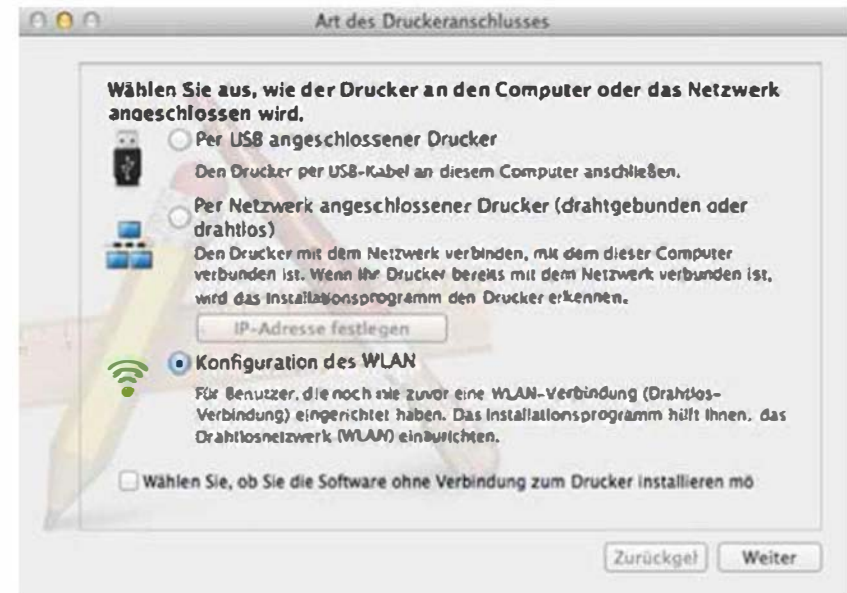 Art des Druckeranschlusses
Wählen Sie aus, wie der Drucker an den Computer oder das Netzwerk
angeschlossen wird.
Per USB angeschlossener Drucker
Den Drucker per USB-Kabel an diesem Computer anschließen.
Per Netzwerk angeschlossener Drucker (drahtgebunden oder
drahtlos)
Den Drucker mit dem Netzwerk verbinden, mit dem dieser Computer
verbunden ist. Wenn Ihr Drucker bereits mit dem Netzwerk verbunden ist,
wird das Installationsprogramm den Drucker erkennen.
IP-Adresse festlegen
Konfiguration des WLAN
Für Benutzer, die noch nie zuvor eine WLAN-Verbindung (Drahtlos-
Verbindung) eingerichtet haben. Das Installationsprogramm hilft Ihnen, das
Drahtlosnetzwerk (WLAN) einzurichten.
Wählen Sie, ob Sie die Software ohne Verbindung zum Drucker installieren mö
Zurückgel Weiter